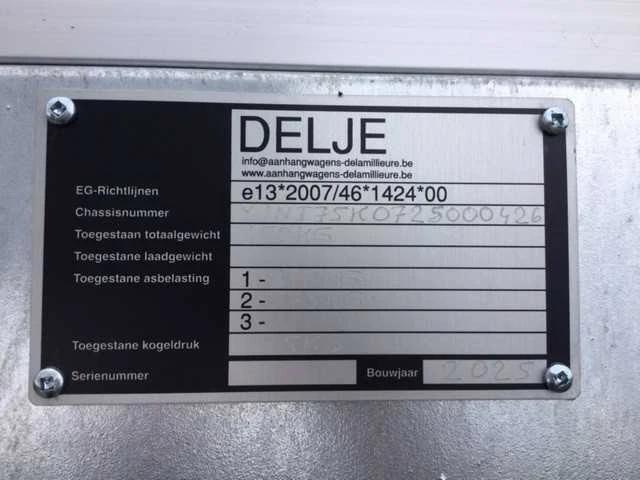 DELJE
info@aanhangwagens-delamillieure.be
www.aanhangwagens-delamillieure.be
EG-Richtlijnen e13*2007/46*1424*00
Chassisnummer
Toegestaan totaalgewicht
Toegestane laadgewicht
Toegestane asbelasting 1 -
2 -
3 -
Toegestane kogeldruk
Serienummer Bouwjaar 2025